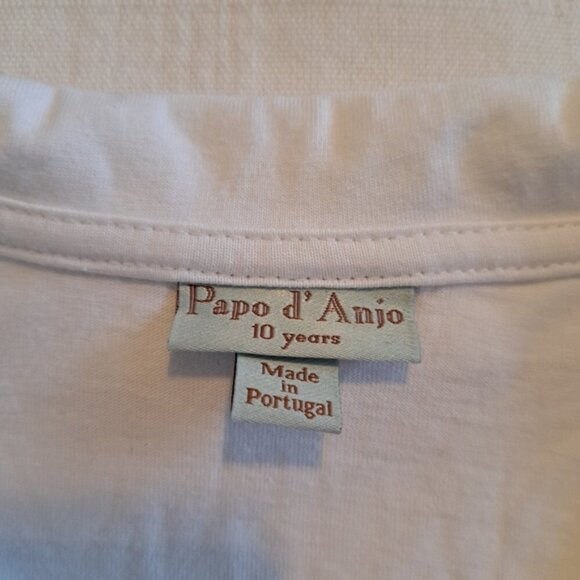 Papo d' Anjo
10 years
Made
in
Portugal